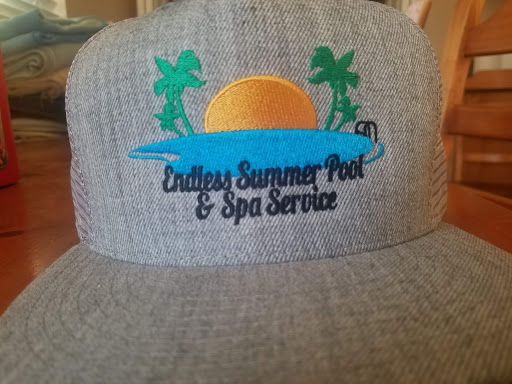 Endless Summer Pool
& Spa Service